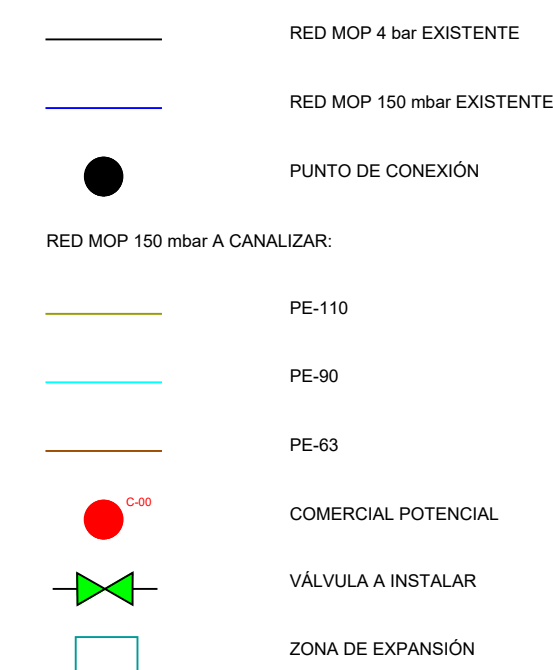 RED MOP 4 bar EXISTENTE
RED MOP 150 mbar EXISTENTE
PUNTO DE CONEXIÓN
RED MOP 150 mbar A CANALIZAR:
PE-110
PE-90
PE-63
C-00
COMERCIAL POTENCIAL
VÁLVULA A INSTALAR
ZONA DE EXPANSIÓN